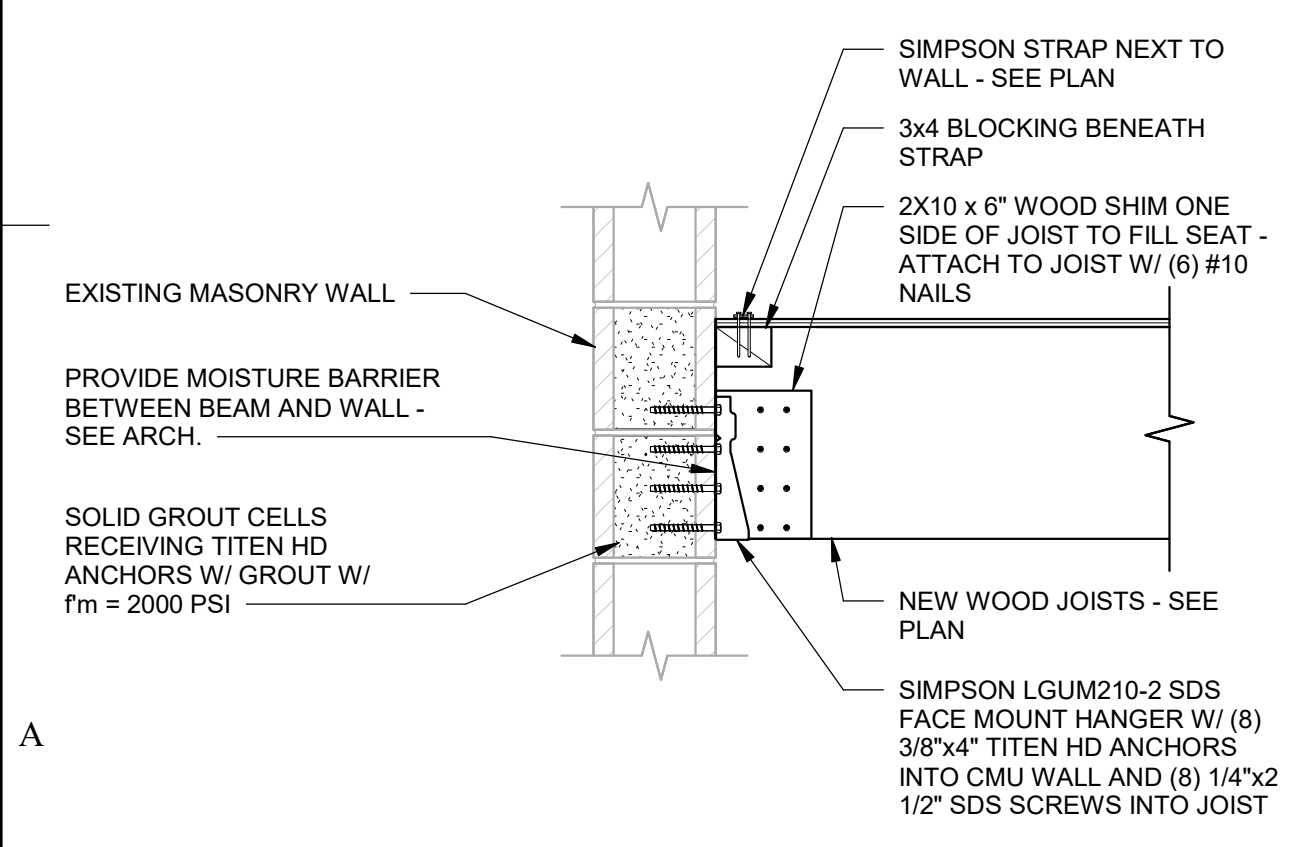 SIMPSON STRAP NEXT TO
WALL - SEE PLAN
3x4 BLOCKING BENEATH
STRAP
2X10 x 6" WOOD SHIM ONE
SIDE OF JOIST TO FILL SEAT -
ATTACH TO JOIST W/ (6) #10
NAILS
EXISTING MASONRY WALL
PROVIDE MOISTURE BARRIER
BETWEEN BEAM AND WALL -
SEE ARCH.
SOLID GROUT CELLS
RECEIVING TITEN HD
ANCHORS W/ GROUT W/
f'm = 2000 PSI
NEW WOOD JOISTS - SEE
PLAN
SIMPSON LGUM210-2 SDS
FACE MOUNT HANGER W/ (8)
3/8"x4" TITEN HD ANCHORS
INTO CMU WALL AND (8) 1/4"x2
1/2" SDS SCREWS INTO JOIST
A